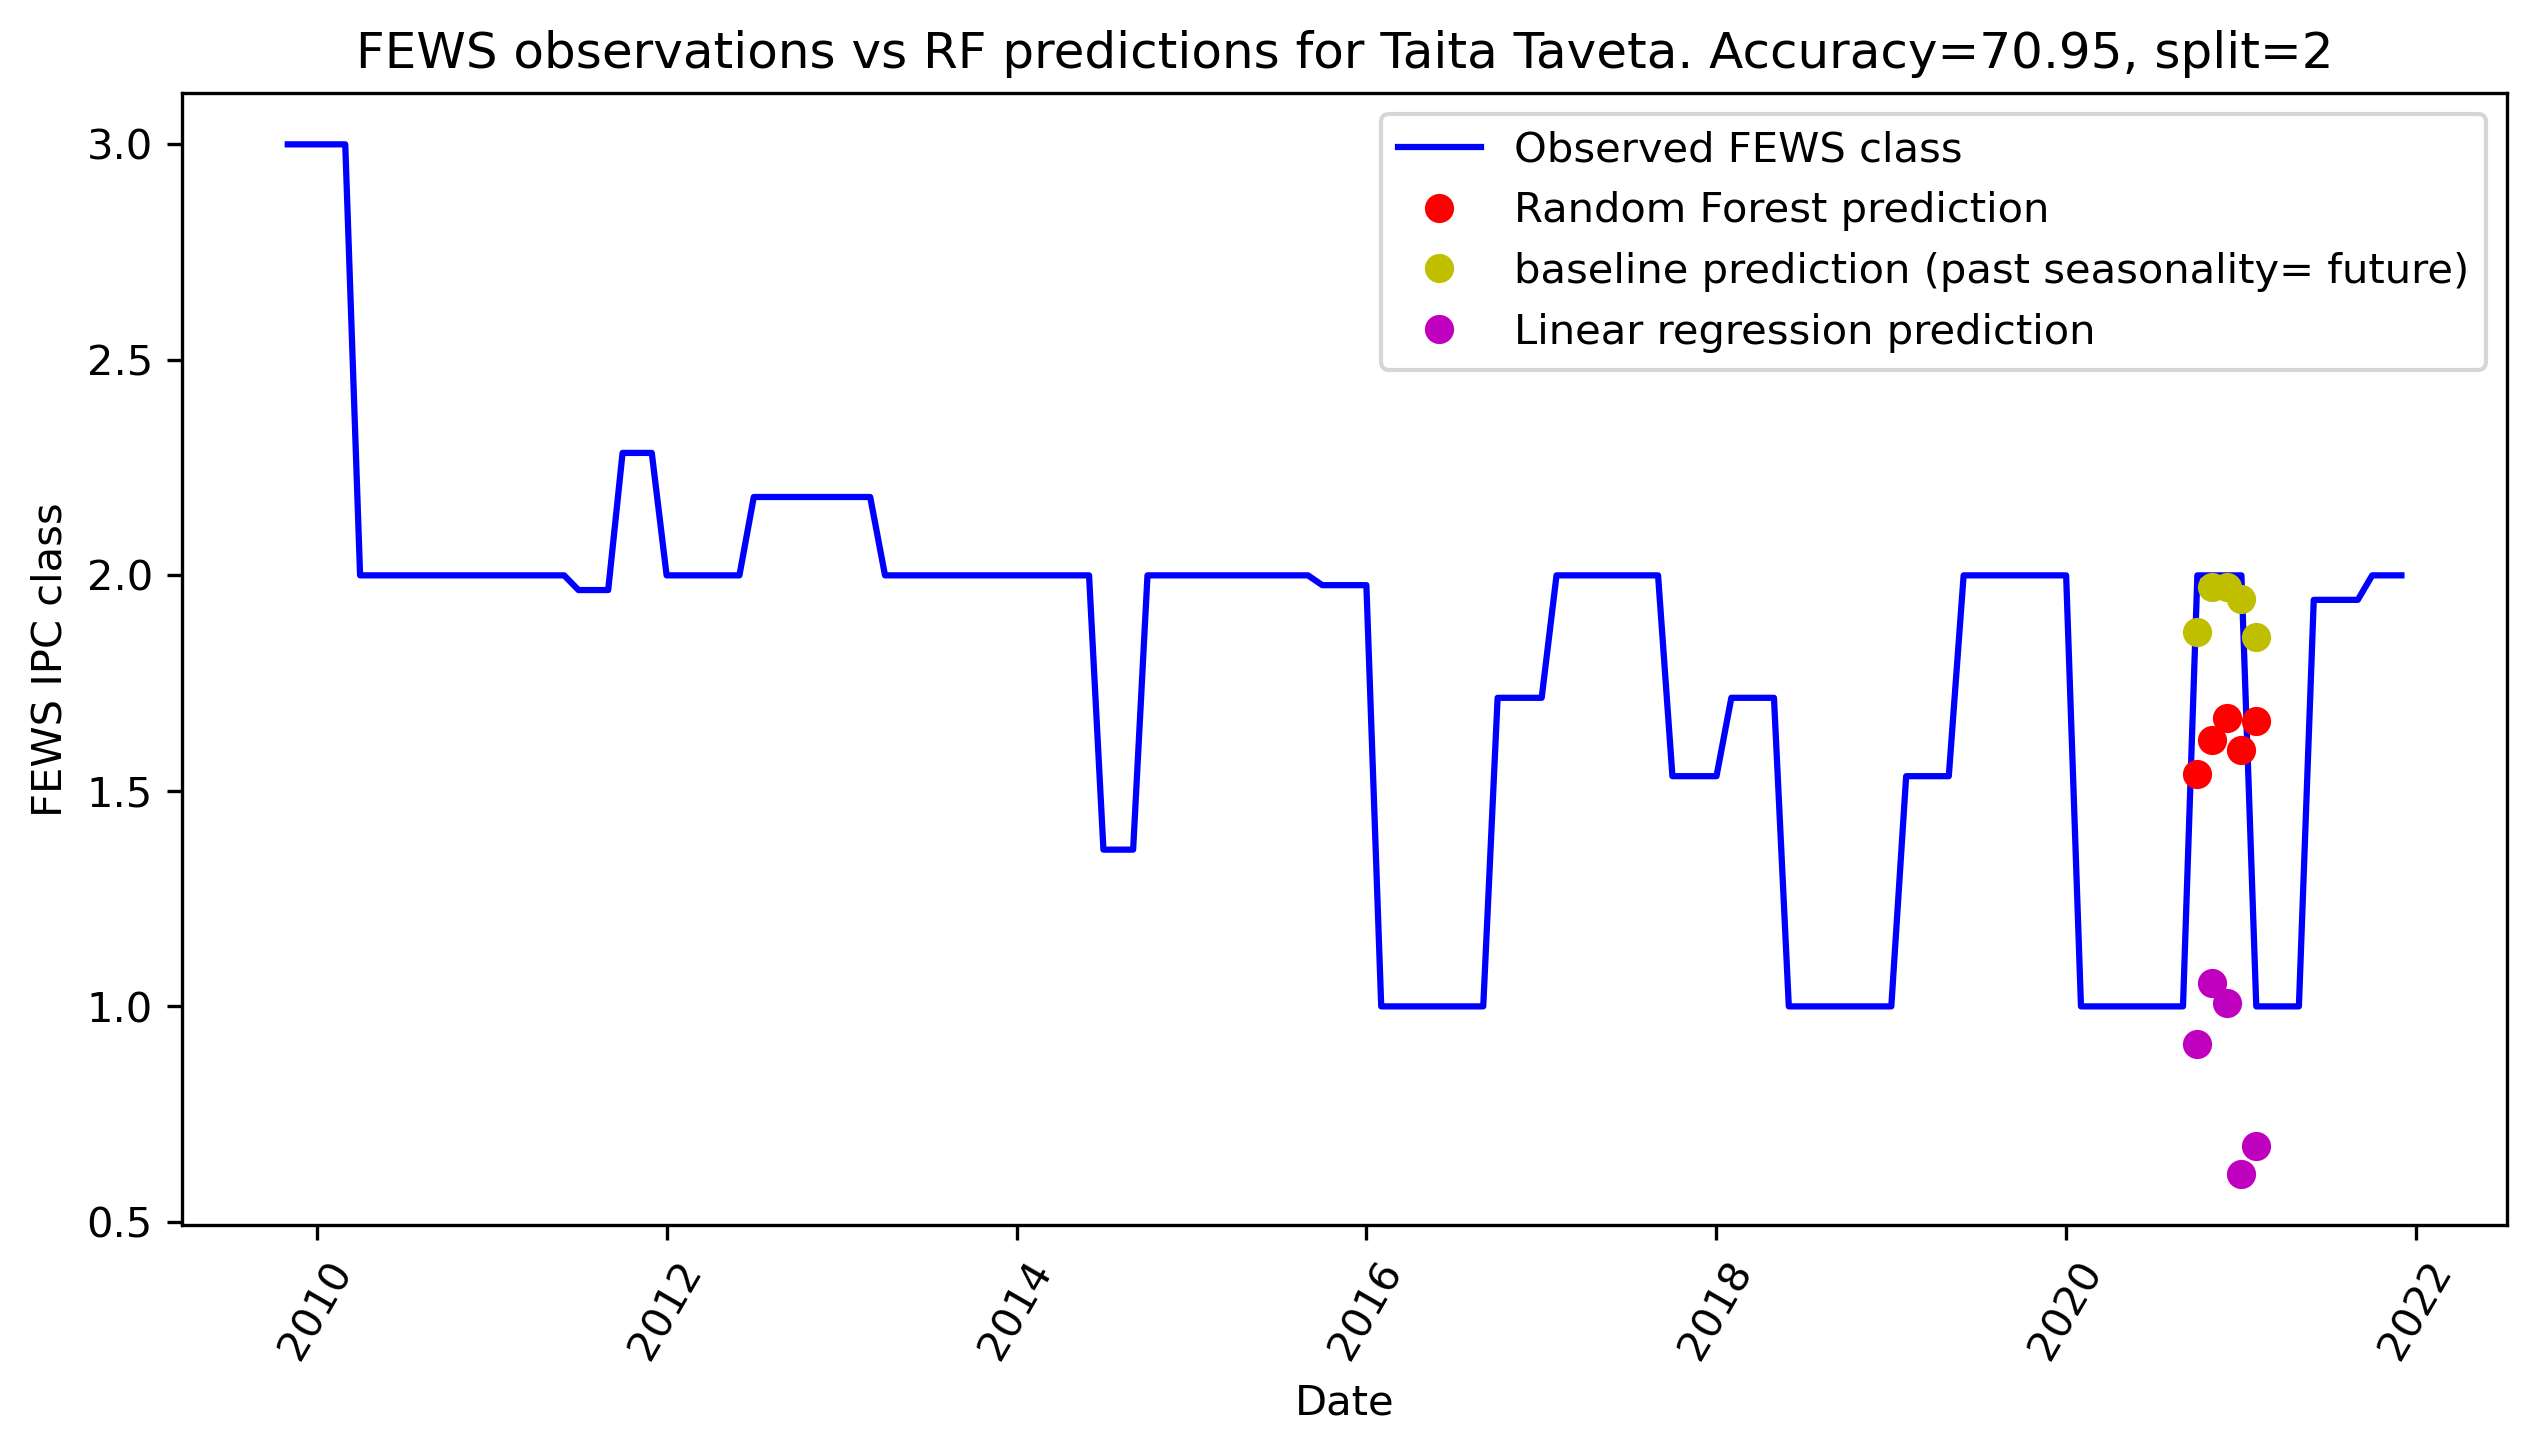 FEWS observations vs RF predictions for Taita Taveta. Accuracy=70.95, split=2
Observed FEWS class
Random Forest prediction
baseline prediction (past seasonality= future)
Linear regression prediction
FEWS IPC class
3.0
2.5
2.0
1.5
1.0
0.5
2010
2012
2014
2016
2018
2020
2022
Date